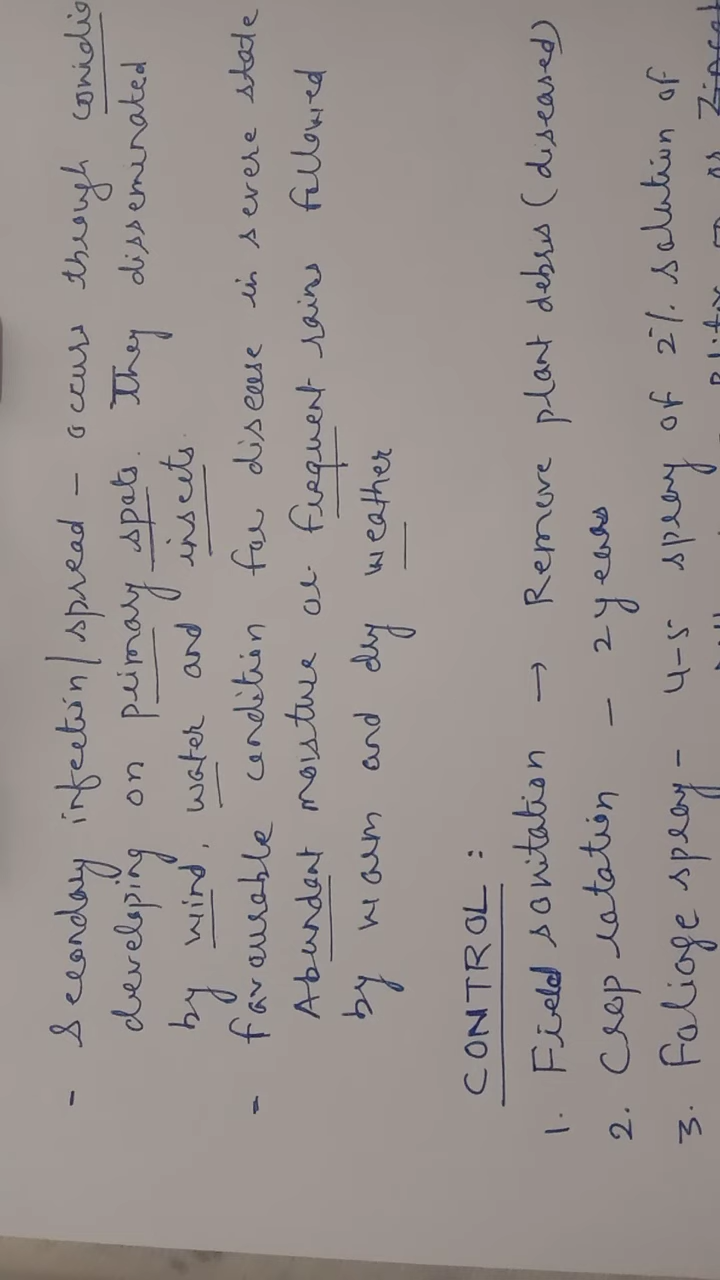 - Secondary infection/spread - occurs through conidia
developing on primary spots. They disseminated
by wind, water and insects.
- favourable condition for disease in severe state
Abundant moisture or frequent rains followed
by warm and dry weather
CONTROL :
1. Field sanitation → Remove plant debris (diseased)
2. Crop rotation - 2 years
3. Foliage spray - 4-5 spray of 2% solution of